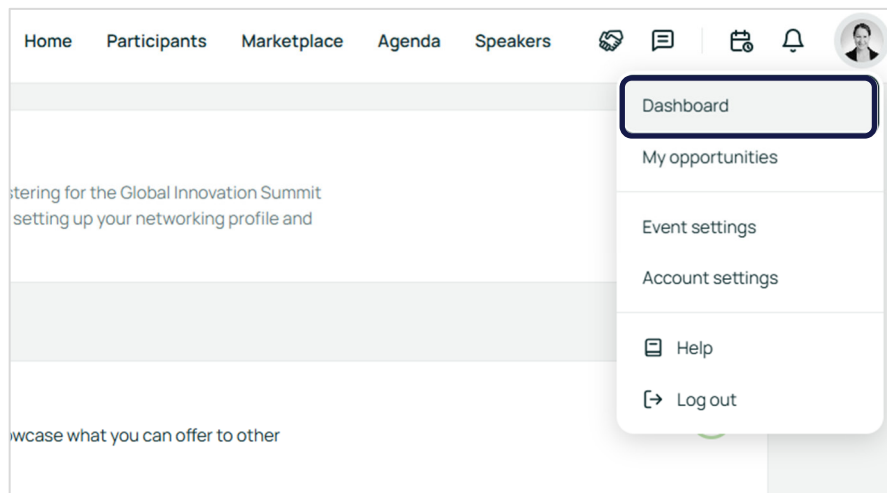 Home Participants Marketplace Agenda Speakers
Dashboard
My opportunities
stering for the Global Innovation Summit
setting up your networking profile and
Event settings
Account settings
Help
Log out
owcase what you can offer to other